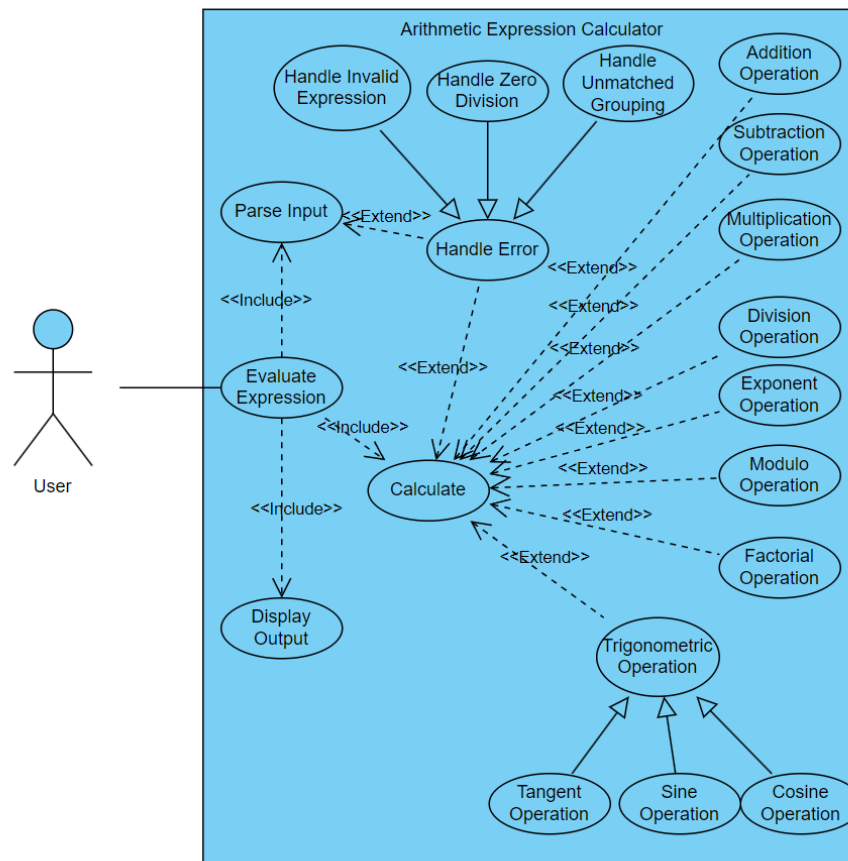 Arithmetic Expression Calculator
Handle Invalid
Expression
Handle Zero
Division
Handle
Unmatched
Grouping
Addition
Operation
Subtraction
Operation
Parse Input
<<Extend>>
Handle Error
Multiplication
Operation
<<Extend>>
<<Include>>
<<Extend>>
<<Extend>>
Division
Operation
Evaluate
Expression
<<Extend>>
Exponent
Operation
<<Extend>>
<<Include>>
<<Extend>>
Calculate
<<Extend>>
Modulo
Operation
User
<<Include>>
<<Extend>>
<<Extend>>
Factorial
Operation
Display
Output
Trigonometric
Operation
Tangent
Operation
Sine
Operation
Cosine
Operation